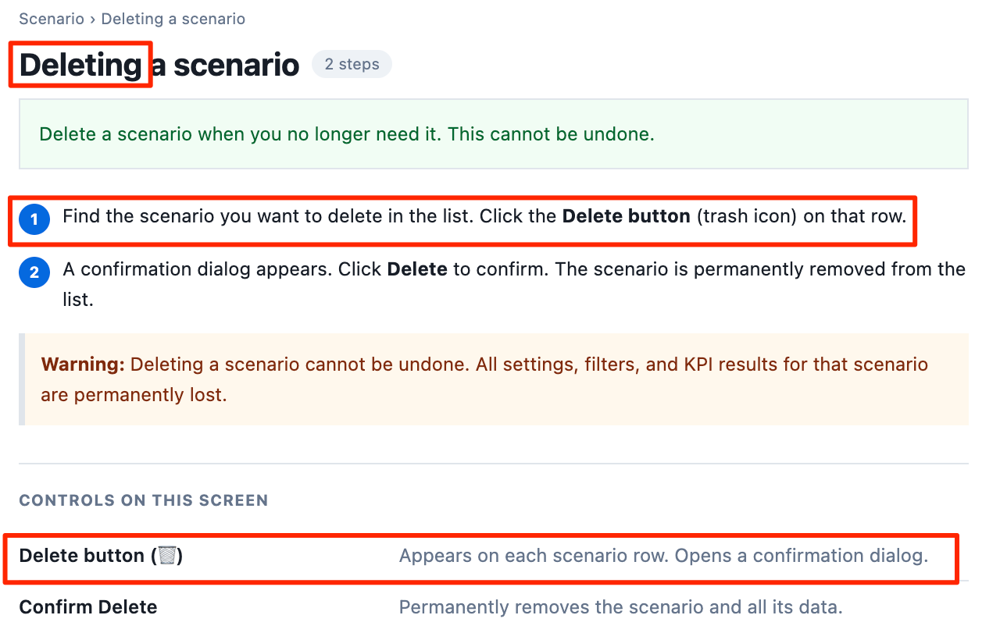 Scenario › Deleting a scenario
Deleting a scenario 2 steps
Delete a scenario when you no longer need it. This cannot be undone.
1 Find the scenario you want to delete in the list. Click the Delete button (trash icon) on that row.
2 A confirmation dialog appears. Click Delete to confirm. The scenario is permanently removed from the
list.
Warning: Deleting a scenario cannot be undone. All settings, filters, and KPI results for that scenario
are permanently lost.
CONTROLS ON THIS SCREEN
Delete button (🗑️) Appears on each scenario row. Opens a confirmation dialog.
Confirm Delete Permanently removes the scenario and all its data.